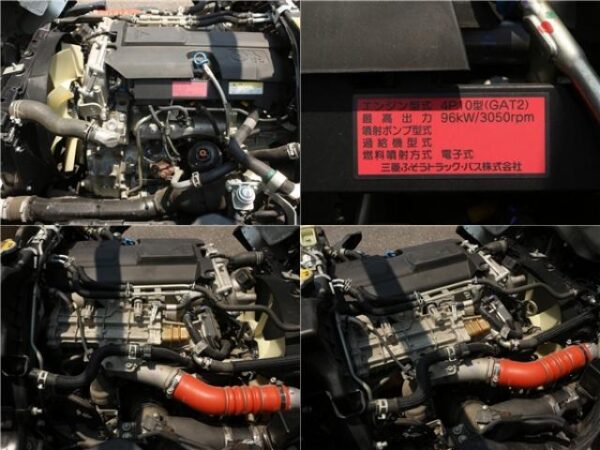 エンジン型式 4P10型(GAT2)
最高出力 96kW/3050rpm
噴射ポンプ型式
過給機型式
燃料噴射方式 電子式
三菱ふそうトラック・バス株式会社